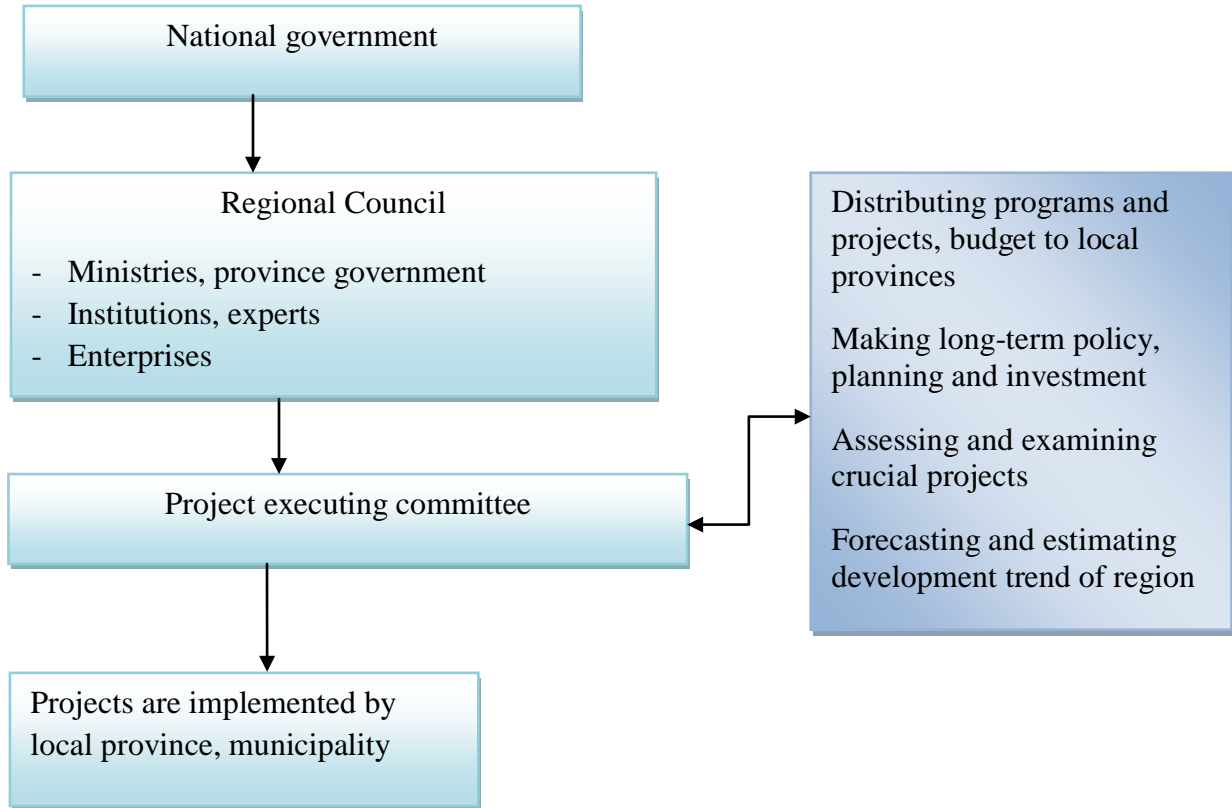 National government
Regional Council
- Ministries, province government
- Institutions, experts
- Enterprises
Project executing committee
Projects are implemented by
local province, municipality
Distributing programs and
projects, budget to local
provinces
Making long-term policy,
planning and investment
Assessing and examining
crucial projects
Forecasting and estimating
development trend of region